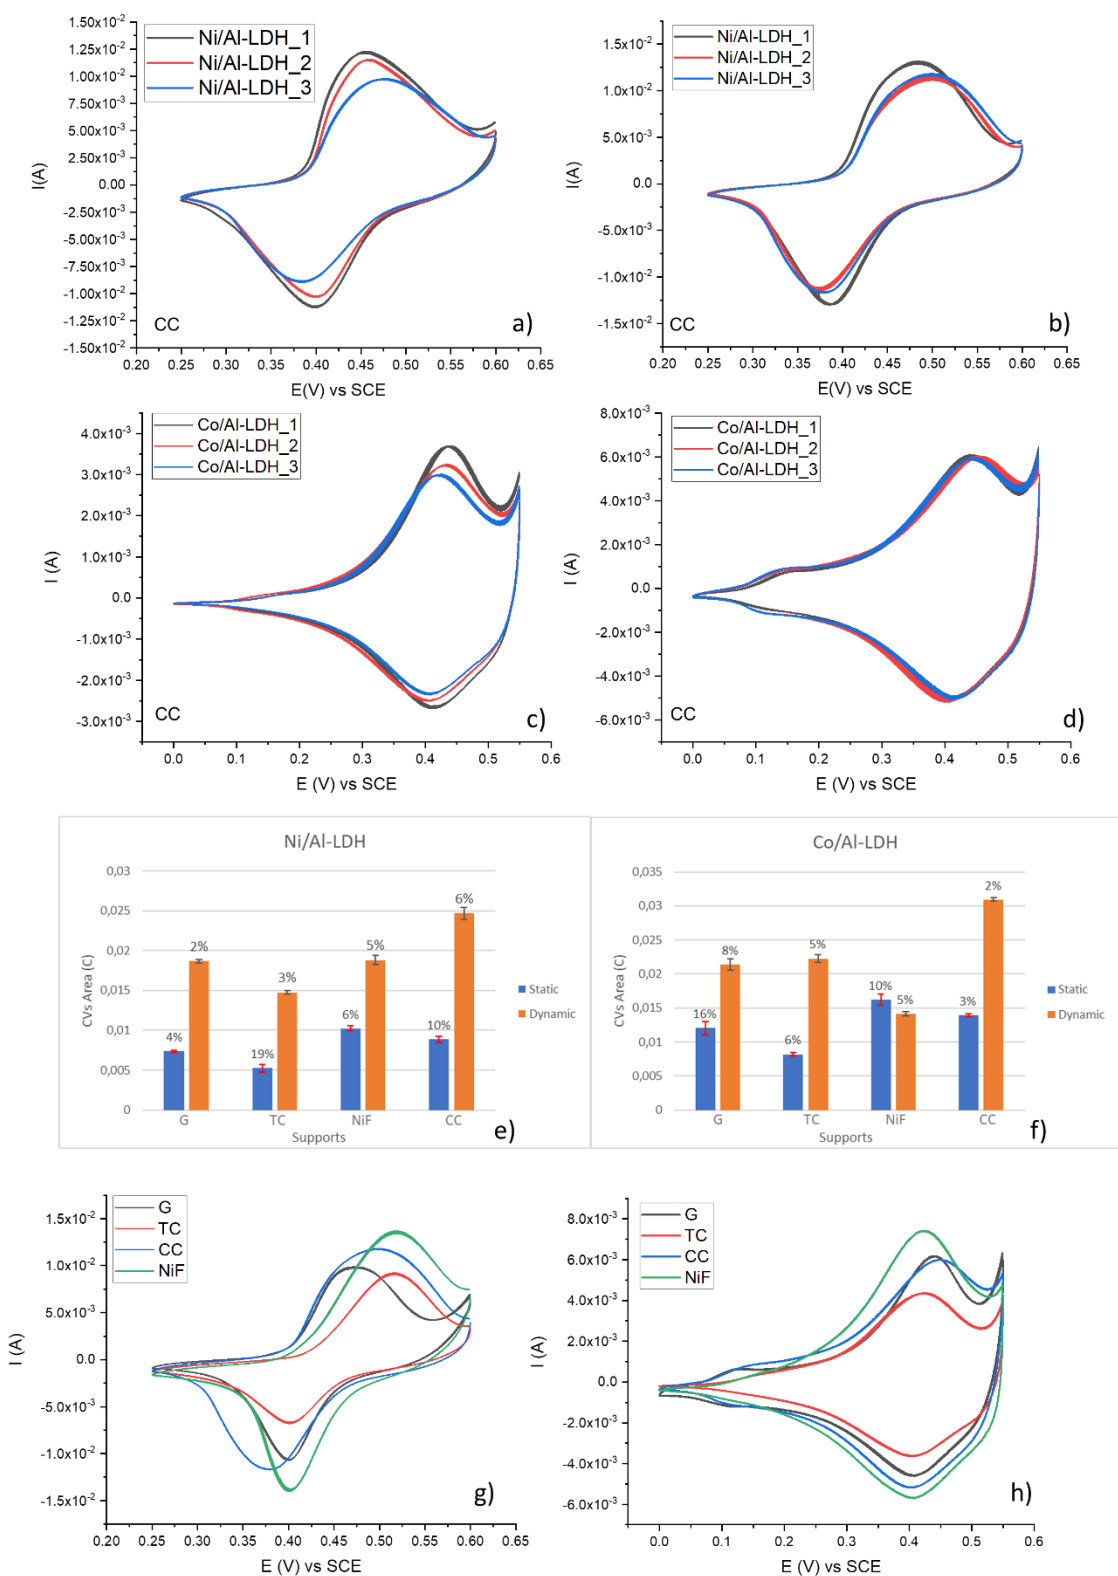 1.50x10⁻²
1.25x10⁻²
1.00x10⁻²
7.50x10⁻³
5.00x10⁻³
2.50x10⁻³
0.00
-2.50x10⁻³
-5.00x10⁻³
-7.50x10⁻³
-1.00x10⁻²
-1.25x10⁻²
-1.50x10⁻²
I(A)
Ni/Al-LDH_1
Ni/Al-LDH_2
Ni/Al-LDH_3
CC
a)
0.20 0.25 0.30 0.35 0.40 0.45 0.50 0.55 0.60 0.65
E(V) vs SCE
1.5x10⁻²
1.0x10⁻²
5.0x10⁻³
0.0
-5.0x10⁻³
-1.0x10⁻²
-1.5x10⁻²
I(A)
Ni/Al-LDH_1
Ni/Al-LDH_2
Ni/Al-LDH_3
CC
b)
0.20 0.25 0.30 0.35 0.40 0.45 0.50 0.55 0.60 0.65
E(V) vs SCE
4.0x10⁻³
3.0x10⁻³
2.0x10⁻³
1.0x10⁻³
0.0
-1.0x10⁻³
-2.0x10⁻³
-3.0x10⁻³
I (A)
Co/Al-LDH_1
Co/Al-LDH_2
Co/Al-LDH_3
CC
c)
0.0 0.1 0.2 0.3 0.4 0.5 0.6
E (V) vs SCE
8.0x10⁻³
6.0x10⁻³
4.0x10⁻³
2.0x10⁻³
0.0
-2.0x10⁻³
-4.0x10⁻³
-6.0x10⁻³
I (A)
Co/Al-LDH_1
Co/Al-LDH_2
Co/Al-LDH_3
CC
d)
0.0 0.1 0.2 0.3 0.4 0.5 0.6
E (V) vs SCE
Ni/Al-LDH
0,03
0,025
0,02
0,015
0,01
0,005
0
CVs Area (C)
4% 2% 19% 3% 6% 5% 10% 6%
Static
Dynamic
G TC NiF CC
Supports
e)
Co/Al-LDH
0,035
0,03
0,025
0,02
0,015
0,01
0,005
0
CVs Area (C)
16% 8% 6% 5% 10% 5% 3% 2%
Static
Dynamic
G TC NiF CC
Supports
f)
1.5x10⁻²
1.0x10⁻²
5.0x10⁻³
0.0
-5.0x10⁻³
-1.0x10⁻²
-1.5x10⁻²
I (A)
G
TC
CC
NiF
g)
0.20 0.25 0.30 0.35 0.40 0.45 0.50 0.55 0.60 0.65
E (V) vs SCE
8.0x10⁻³
6.0x10⁻³
4.0x10⁻³
2.0x10⁻³
0.0
-2.0x10⁻³
-4.0x10⁻³
-6.0x10⁻³
I (A)
G
TC
CC
NiF
h)
0.0 0.1 0.2 0.3 0.4 0.5 0.6
E (V) vs SCE